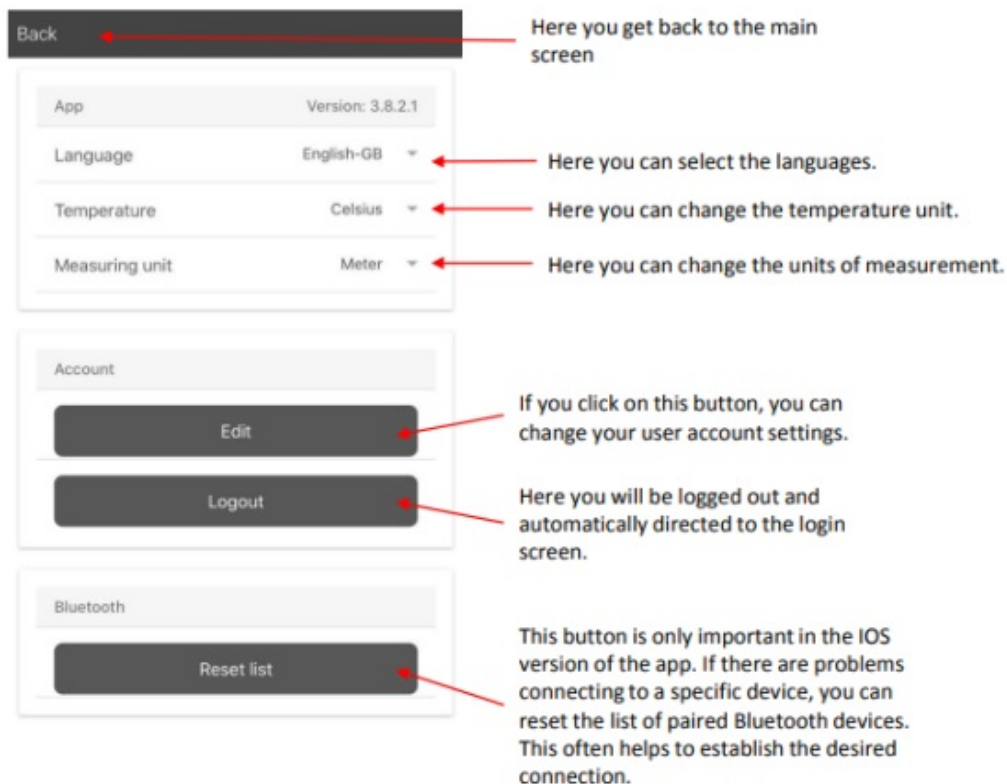 Back
Here you get back to the main
screen
App Version: 3.8.2.1
Language English-GB
Here you can select the languages.
Temperature Celsius
Here you can change the temperature unit.
Measuring unit Meter
Here you can change the units of measurement.
Account
Edit
If you click on this button, you can
change your user account settings.
Logout
Here you will be logged out and
automatically directed to the login
screen.
Bluetooth
Reset list
This button is only important in the IOS
version of the app. If there are problems
connecting to a specific device, you can
reset the list of paired Bluetooth devices.
This often helps to establish the desired
connection.